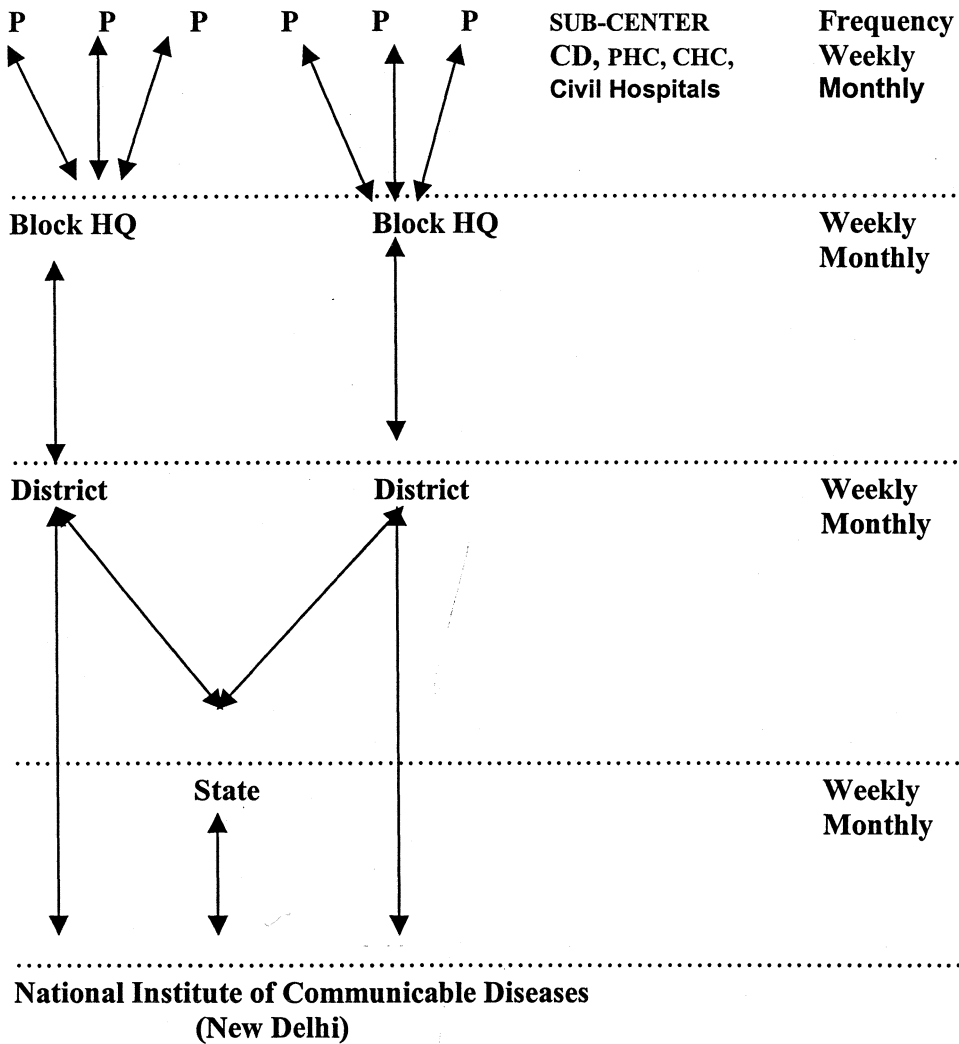 P P P P P P SUB-CENTER Frequency
CD, PHC, CHC, Weekly
Civil Hospitals Monthly
Block HQ Block HQ Weekly
Monthly
District District Weekly
Monthly
State Weekly
Monthly
National Institute of Communicable Diseases
(New Delhi)